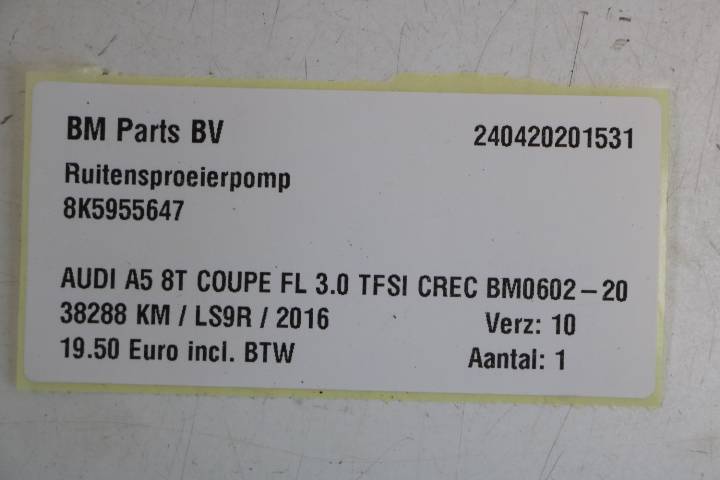 BM Parts BV 240420201531
Ruitensproeierpomp
8K5955647
AUDI A5 8T COUPE FL 3.0 TFSI CREC BM0602-20
38288 KM / LS9R / 2016 Verz: 10
19.50 Euro incl. BTW Aantal: 1